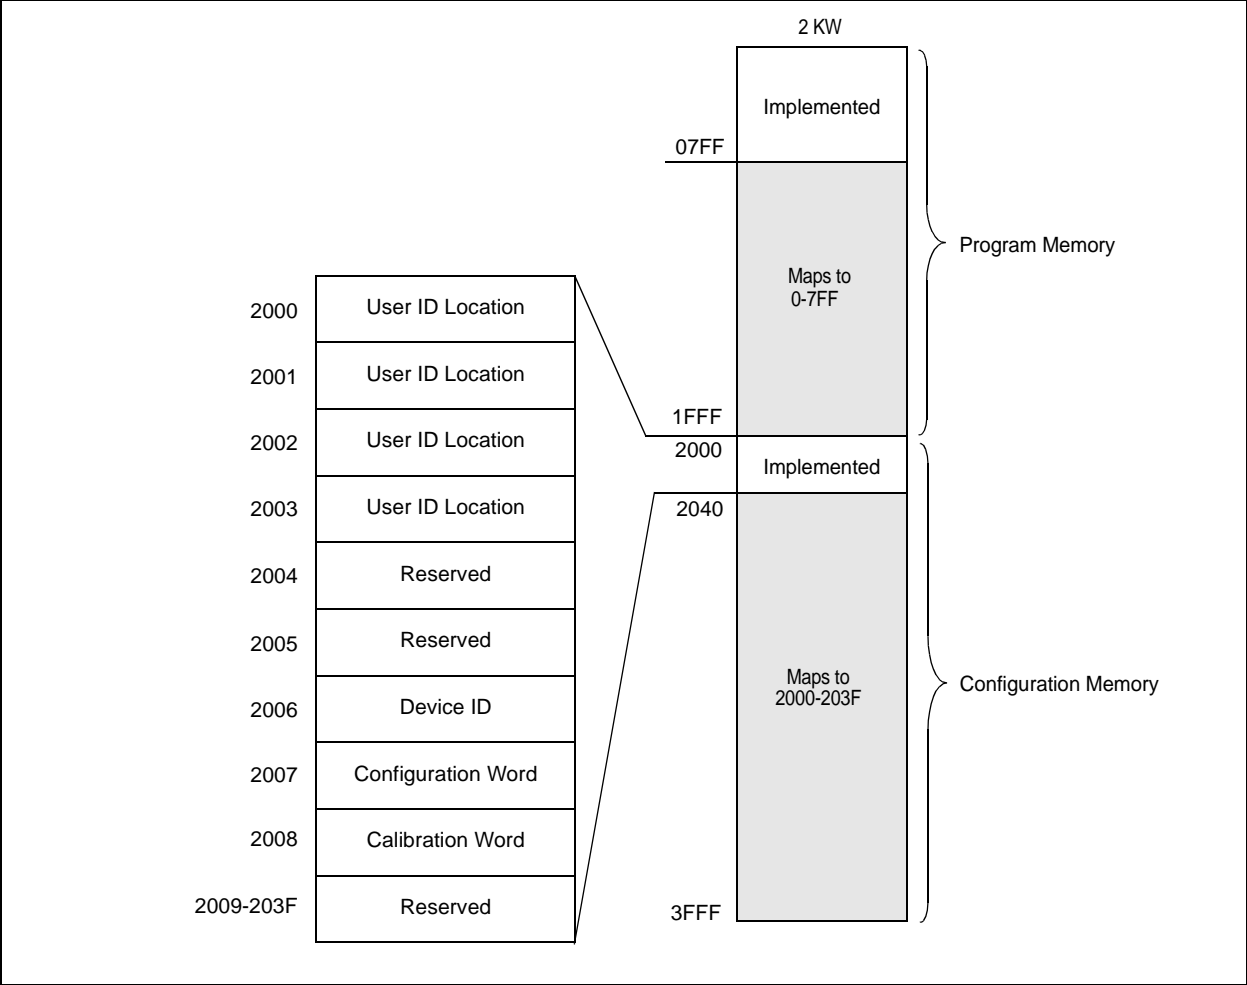 2 KW
Implemented
07FF
Program Memory
Maps to
0-7FF
2000 User ID Location
2001 User ID Location
2002 User ID Location
2003 User ID Location
2004 Reserved
2005 Reserved
2006 Device ID
2007 Configuration Word
2008 Calibration Word
2009-203F Reserved
1FFF
2000
Implemented
2040
Maps to
2000-203F
Configuration Memory
3FFF